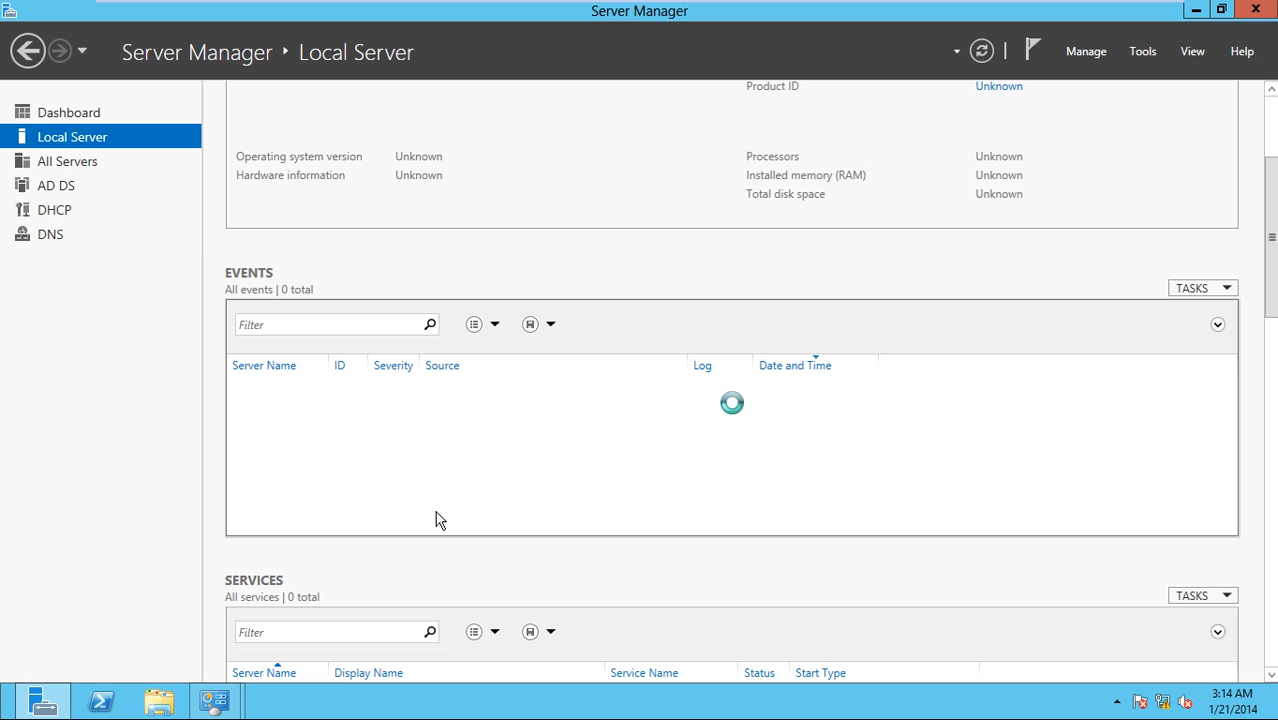 Server Manager
Server Manager ‣ Local Server
Manage Tools View Help
Dashboard
Local Server
All Servers
AD DS
DHCP
DNS
Product ID Unknown
Operating system version Unknown Processors Unknown
Hardware information Unknown Installed memory (RAM) Unknown
Total disk space Unknown
EVENTS
All events | 0 total
TASKS
Filter
Server Name ID Severity Source Log Date and Time
SERVICES
All services | 0 total
TASKS
Filter
Server Name Display Name Service Name Status Start Type
3:14 AM
1/21/2014